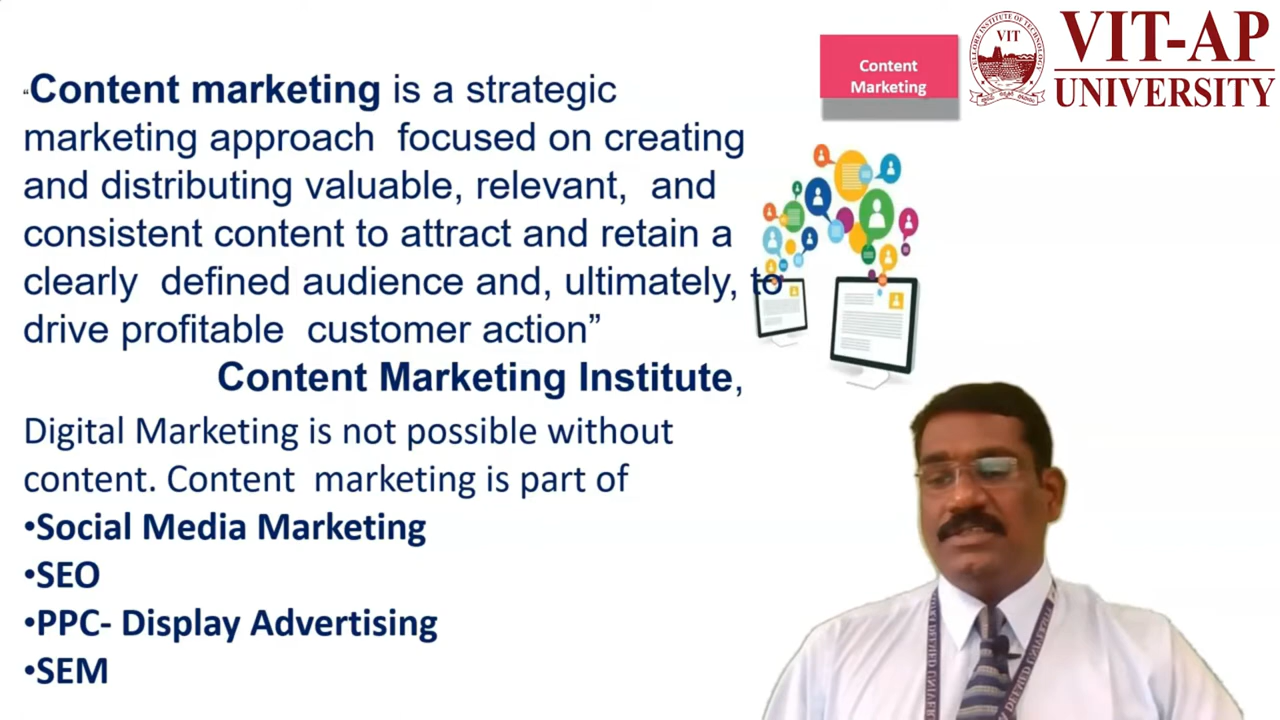 “Content marketing is a strategic
marketing approach focused on creating
and distributing valuable, relevant, and
consistent content to attract and retain a
clearly defined audience and, ultimately, to
drive profitable customer action”
Content Marketing Institute,
Digital Marketing is not possible without
content. Content marketing is part of
•Social Media Marketing
•SEO
•PPC- Display Advertising
•SEM
Content
Marketing
VIT
VIT-AP
UNIVERSITY